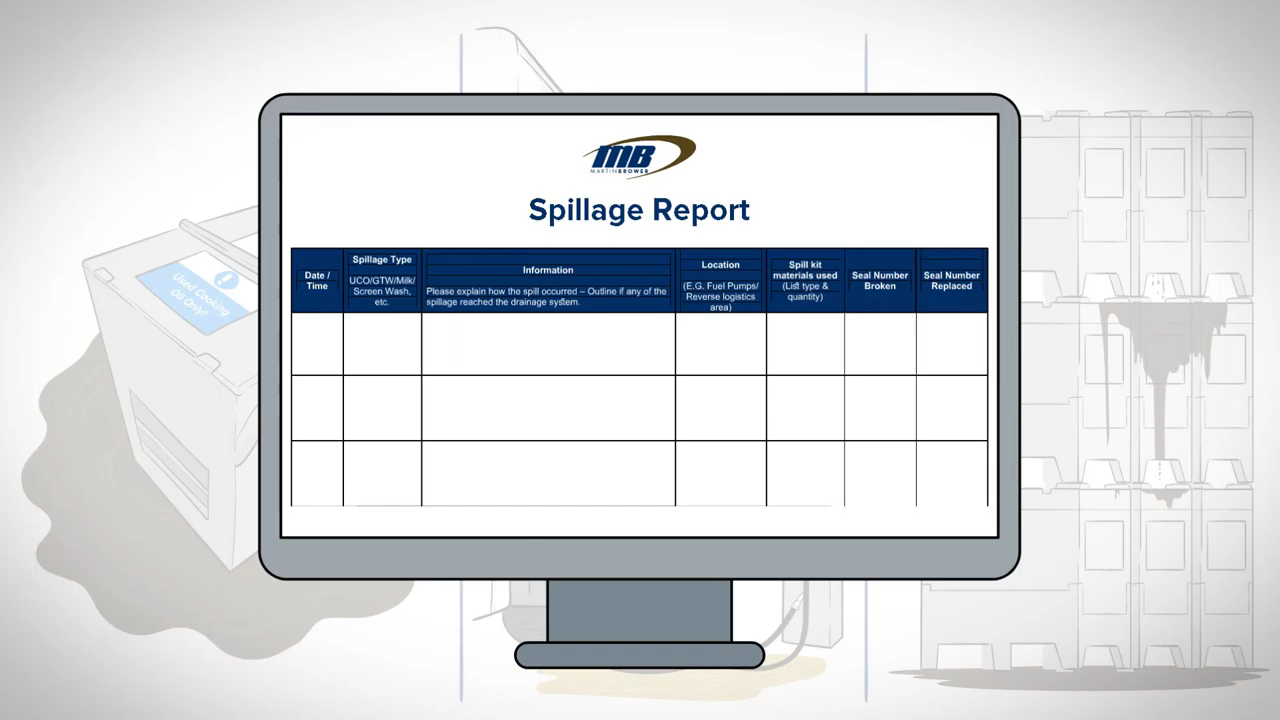 MB
MARTINBROWER
Spillage Report
Date /
Time
Spillage Type
UCO/GTW/Milk/
Screen Wash,
etc.
Information
Please explain how the spill occurred – Outline if any of the
spillage reached the drainage system.
Location
(E.G. Fuel Pumps/
Reverse logistics
area)
Spill kit
materials used
(List type &
quantity)
Seal Number
Broken
Seal Number
Replaced
Used Cooking
Oil Only!